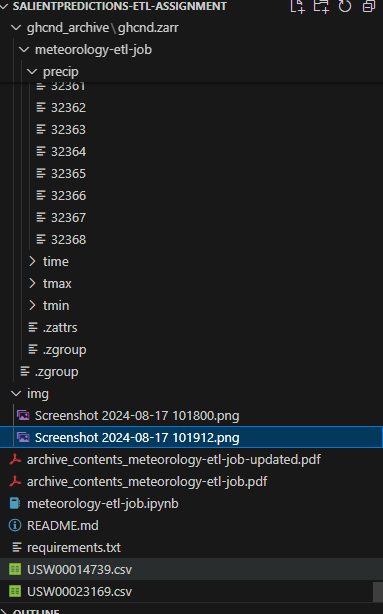 SALIENTPREDICTIONS-ETL-ASSIGNMENT
ghcnd_archive\ghcnd.zarr
meteorology-etl-job
precip
32361
32362
32363
32364
32365
32366
32367
32368
time
tmax
tmin
.zattrs
.zgroup
.zgroup
img
Screenshot 2024-08-17 101800.png
Screenshot 2024-08-17 101912.png
archive_contents_meteorology-etl-job-updated.pdf
archive_contents_meteorology-etl-job.pdf
meteorology-etl-job.ipynb
README.md
requirements.txt
USW00014739.csv
USW00023169.csv
OUTLINE